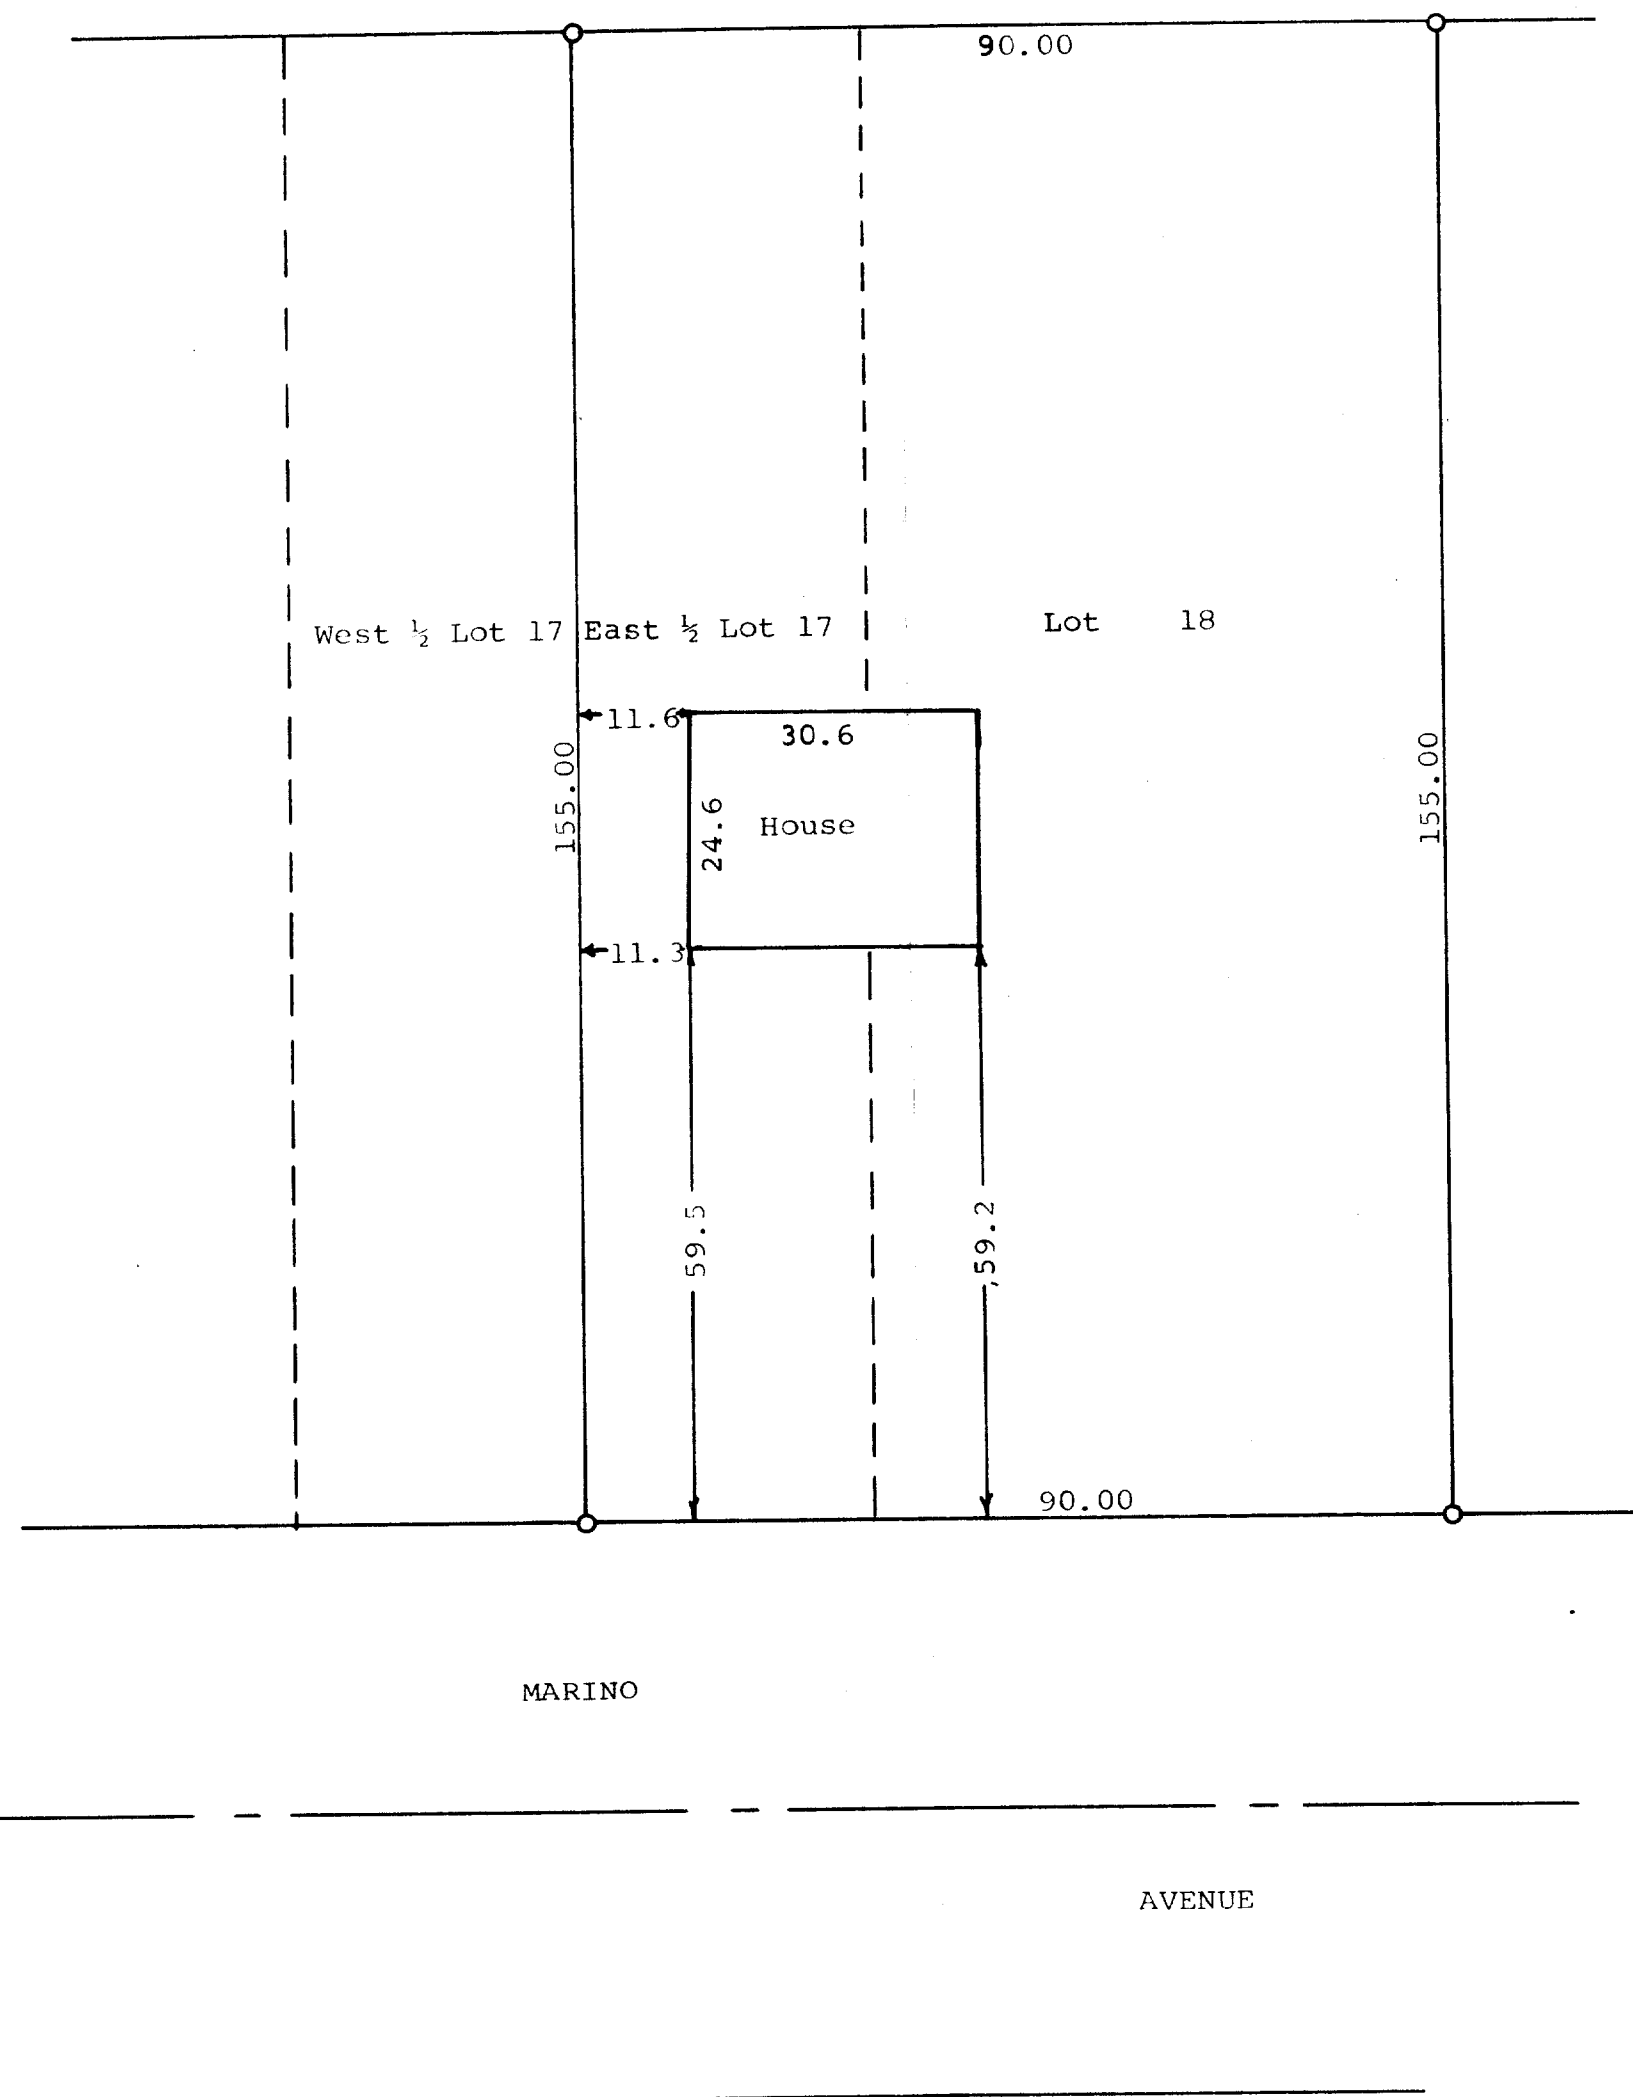 90.00
West ½ Lot 17 East ½ Lot 17 Lot 18
11.6
30.6
155.00
155.00
24.6
House
11.3
59.5
59.2
90.00
MARINO
AVENUE